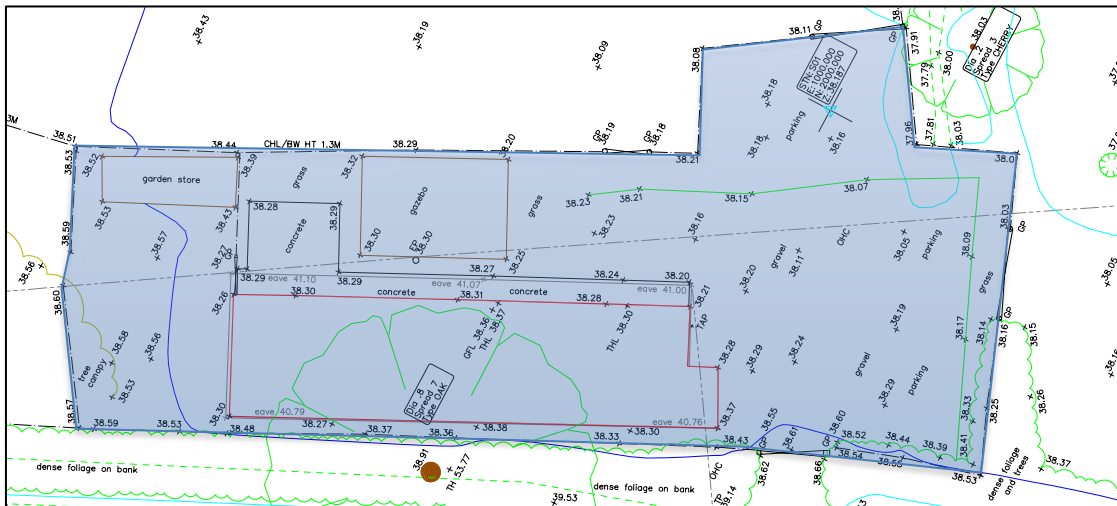 38.43
38.19
38.09
38.08
38.11
GP
GP
37.91
37.79
38.00
38.03
Dia .2
Spread 3
Type CHERRY
STN: S01
E: 1000.000
N: 2000.000
Z: 38.187
38.18
38.18
parking
38.16
37.96
37.81
38.03
3M
38.51
38.53
38.52
38.44
CHL/BW HT 1.3M
38.39
38.29
38.32
38.20
GP
38.19
GP
38.18
38.21
38.0
garden store
grass
gazebo
grass
38.53
38.43
38.28
38.29
concrete
38.23
38.21
38.15
38.07
38.23
38.16
38.03
GP
38.59
38.57
GP
38.27
38.30
EP
38.30
38.25
gravel
38.11
OHC
38.05
parking
38.09
grass
38.05
38.56
38.60
38.29
eave 41.10
38.29
eave 41.07
38.27
38.24
eave 41.00
38.20
38.20
38.26
38.30
concrete
38.31
concrete
38.28
38.21
TAP
38.19
38.17
38.14
GP
38.16
38.15
38.58
38.56
GFL 38.36
THL 38.37
THL 38.30
38.28
38.29
38.24
gravel
parking
38.16
tree
canopy
38.53
Dia .8
Spread 7
Type OAK
38.29
38.26
38.25
38.33
38.57
38.59
38.53
38.30
eave 40.79
38.48
38.27
38.37
38.36
38.38
38.33
38.30
eave 40.76
38.37
38.43
38.55
GP
38.61
38.60
GP
38.52
38.54
38.44
38.39
38.41
38.53
38.37
dense foliage on bank
38.91
TH 53.77
39.53
dense foliage on bank
OHC
TP
39.14
38.62
38.66
dense foliage
and trees